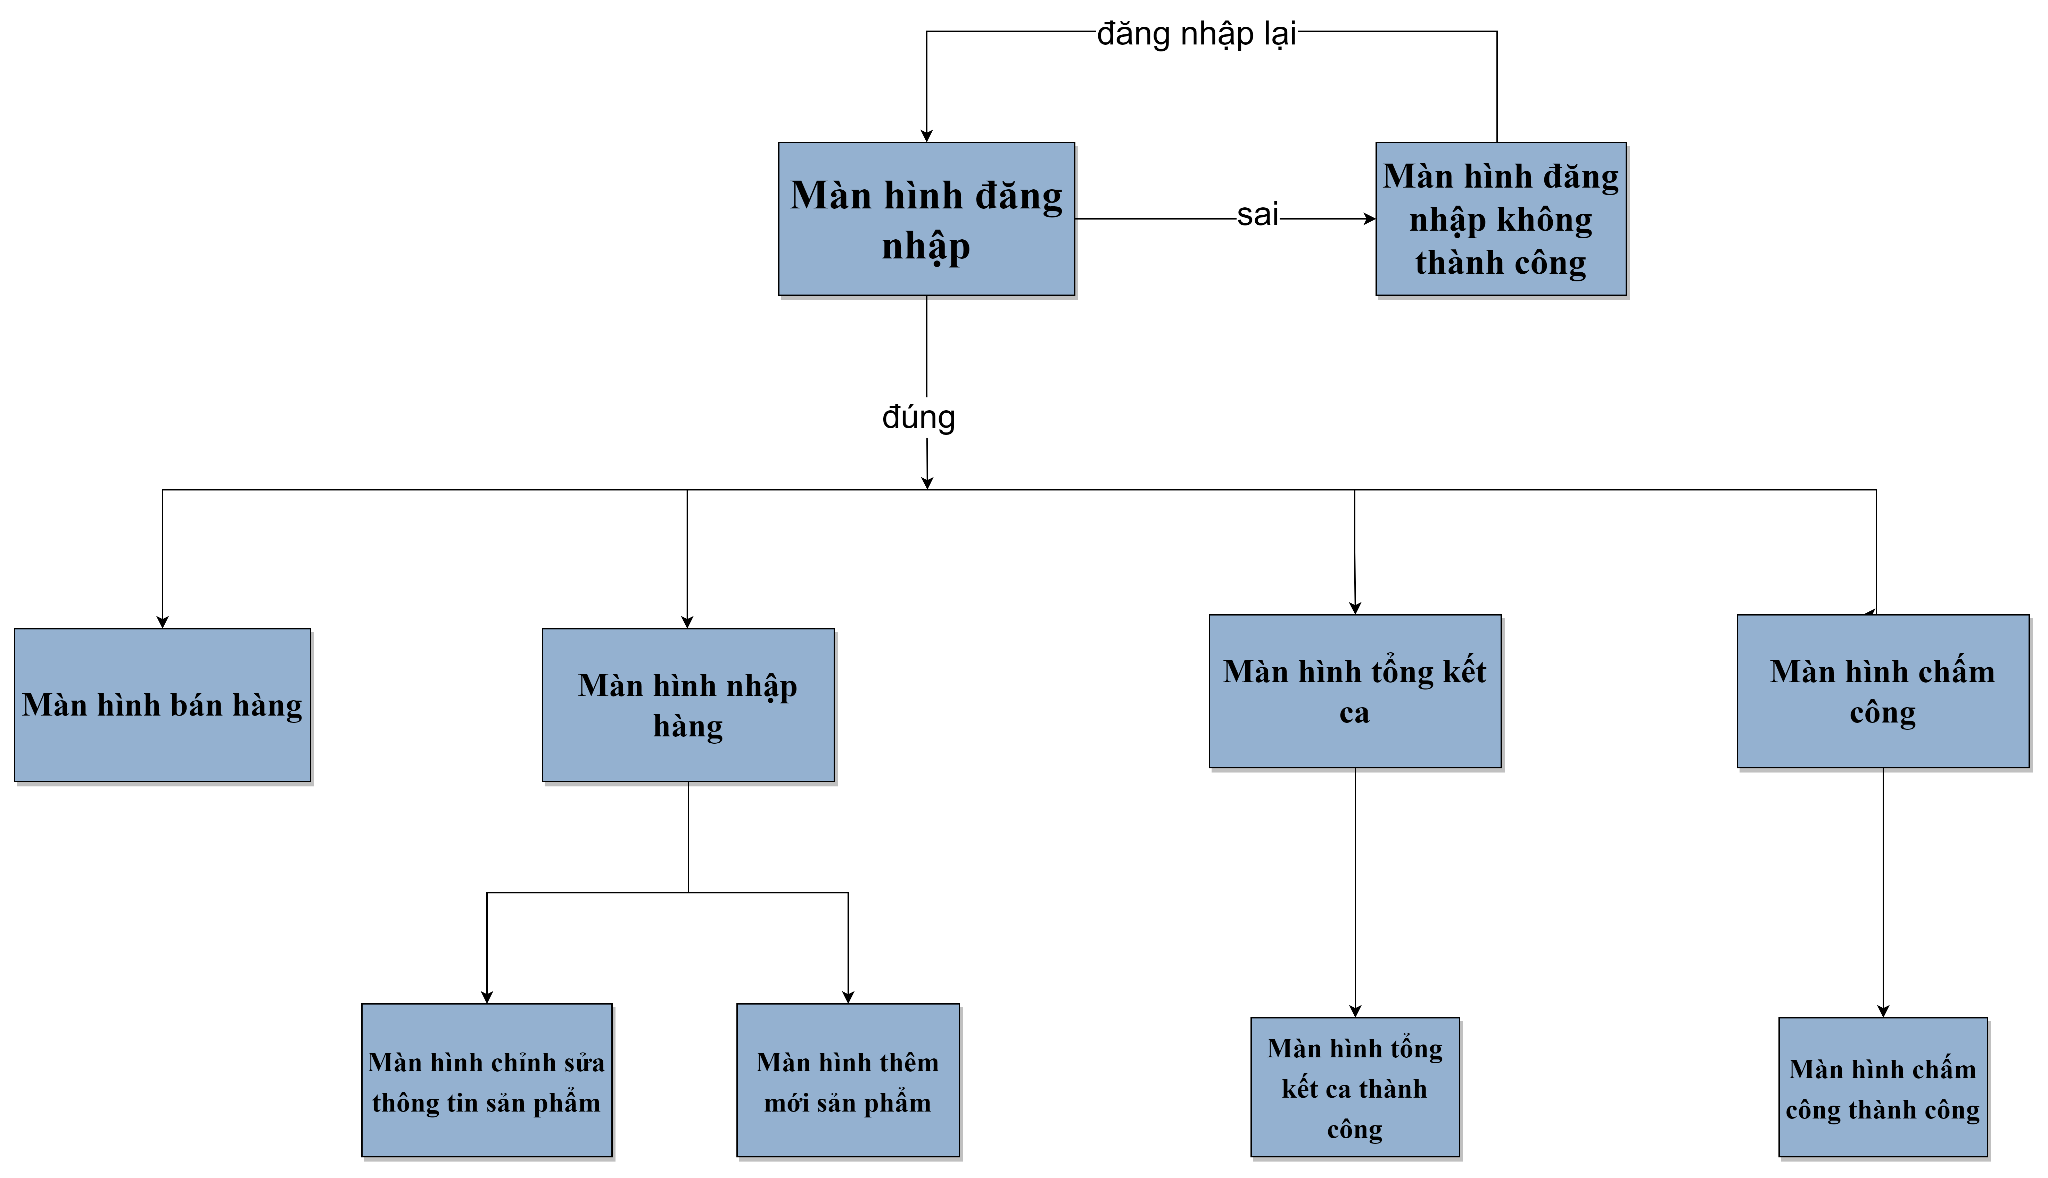 đăng nhập lại
Màn hình đăng
nhập
sai
Màn hình đăng
nhập không
thành công
đúng
Màn hình bán hàng
Màn hình nhập
hàng
Màn hình tổng kết
ca
Màn hình chấm
công
Màn hình chỉnh sửa
thông tin sản phẩm
Màn hình thêm
mới sản phẩm
Màn hình tổng
kết ca thành
công
Màn hình chấm
công thành công